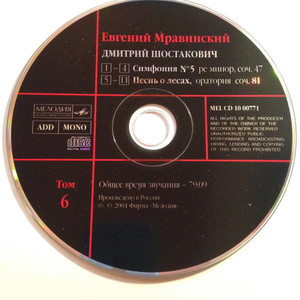 Евгений Мравинский
ДМИТРИЙ ШОСТАКОВИЧ
1 – 4 Симфония №5 ре минор, соч. 47
5 – 11 Песнь о лесах, оратория соч. 81
МЕЛОДИЯ
ADD MONO
MEL CD 10 00771
ALL RIGHTS OF THE PRODUCER
AND OF THE OWNER OF THE
RECORDED WORK RESERVED
UNAUTHORIZED PUBLIC
PERFORMANCE BROADCASTING,
HIRING, LENDING AND COPYING
OF THIS RECORD PROHIBITED
Том
6
Общее время звучания – 79.09
Произведено в России
© 2004 Фирма «Мелодия»